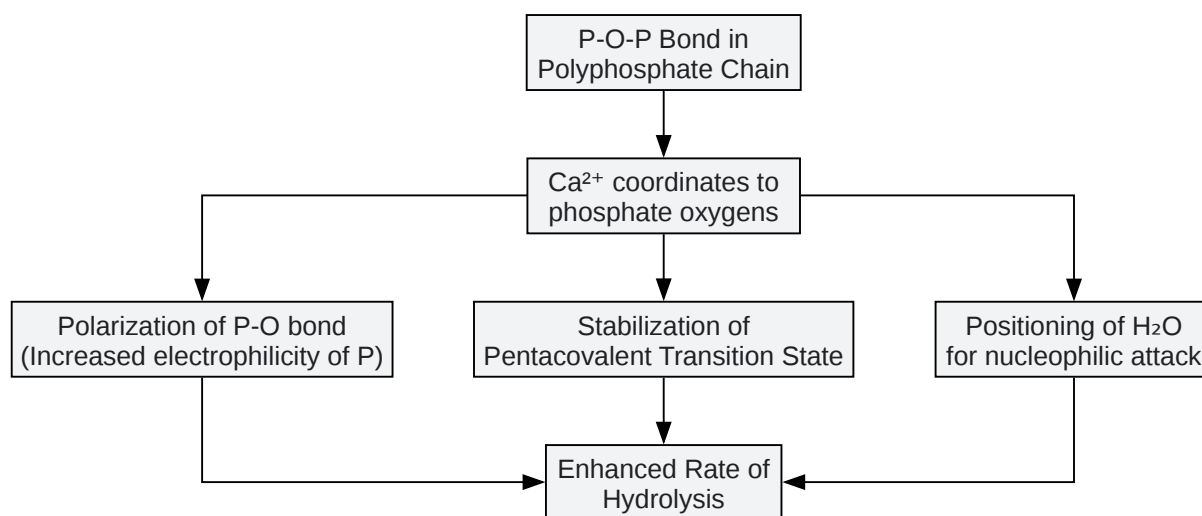 P-O-P Bond in
Polyphosphate Chain
Ca²⁺ coordinates to
phosphate oxygens
Polarization of P-O bond
(Increased electrophilicity of P)
Stabilization of
Pentacovalent Transition State
Positioning of H₂O
for nucleophilic attack
Enhanced Rate of
Hydrolysis